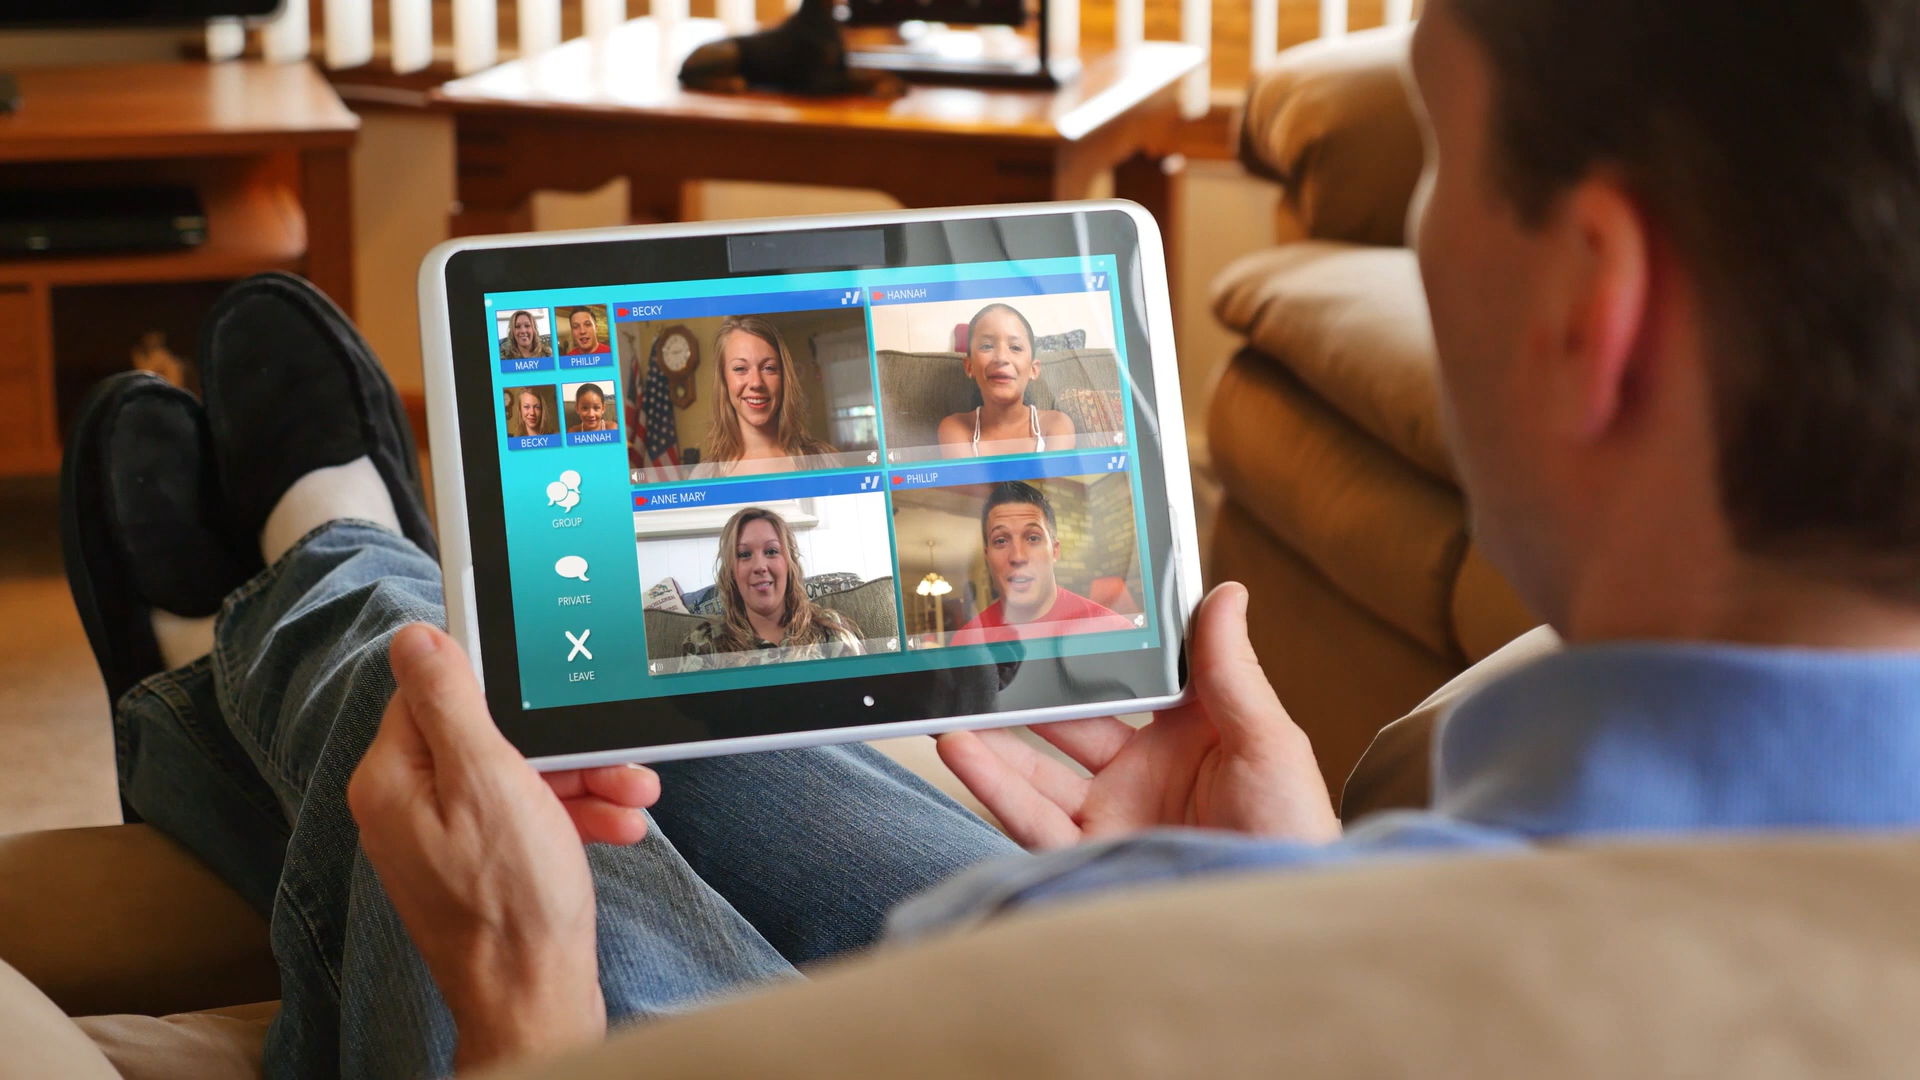 MARY
PHILLIP
BECKY
HANNAH
GROUP
PRIVATE
LEAVE
BECKY
HANNAH
ANNE MARY
PHILLIP